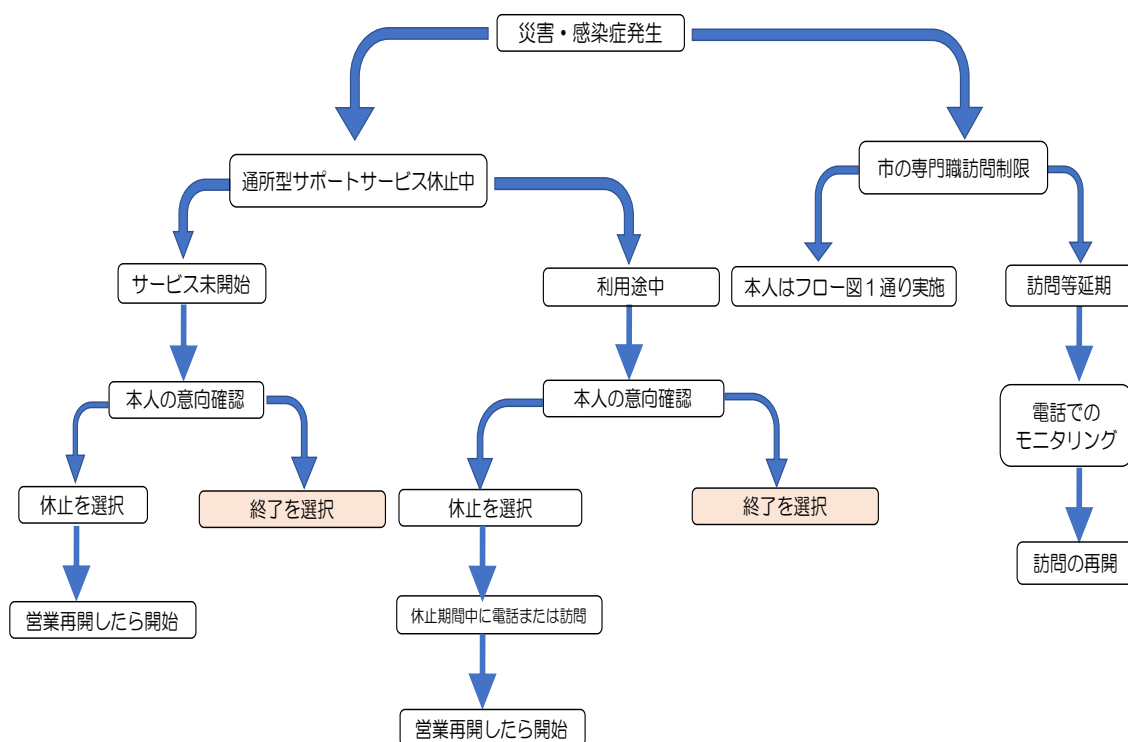 災害・感染症発生
通所型サポートサービス休止中
市の専門職訪問制限
サービス未開始
利用途中
本人はフロー図１通り実施
訪問等延期
本人の意向確認
本人の意向確認
電話での
モニタリング
休止を選択
終了を選択
休止を選択
終了を選択
訪問の再開
営業再開したら開始
休止期間中に電話または訪問
営業再開したら開始